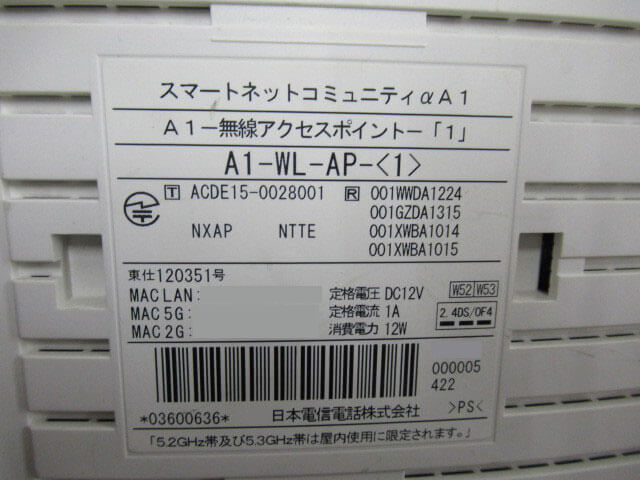 スマートネットコミュニティαA1
A1-無線アクセスポイント-「1」
A1-WL-AP-<1>
T ACDE15-0028001 R 001WWDA1224
001GZDA1315
NXAP NTTE 001XWBA1014
001XWBA1015
東仕120351号
MAC LAN: 定格電圧 DC12V W52 W53
MAC 5G: 定格電流 1A 2.4DS/OF4
MAC 2G: 消費電力 12W
000005
422
*03600636* 日本電信電話株式会社 >PS<
「5.2GHz帯及び5.3GHz帯は屋内使用に限定されます。」